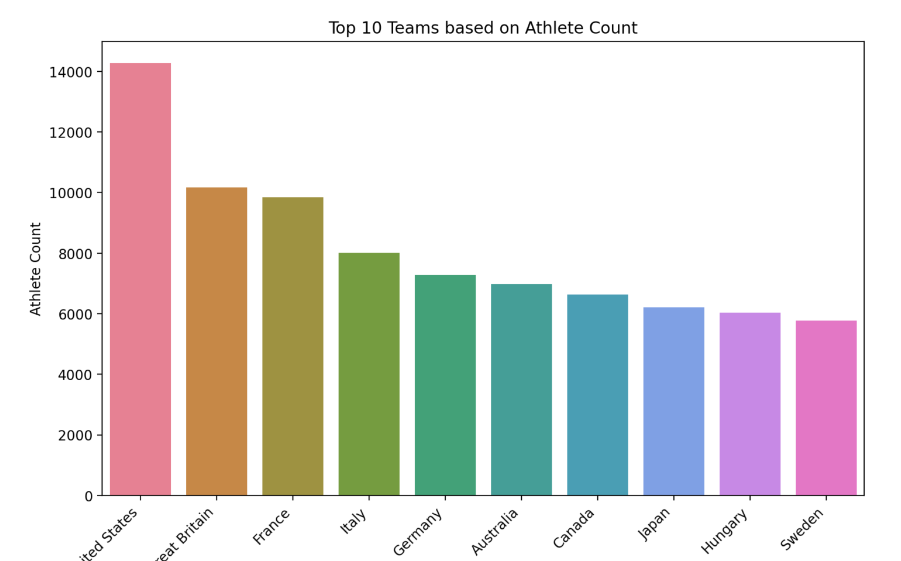 Top 10 Teams based on Athlete Count
Athlete Count
14000
12000
10000
8000
6000
4000
2000
0
ited States
reat Britain
France
Italy
Germany
Australia
Canada
Japan
Hungary
Sweden